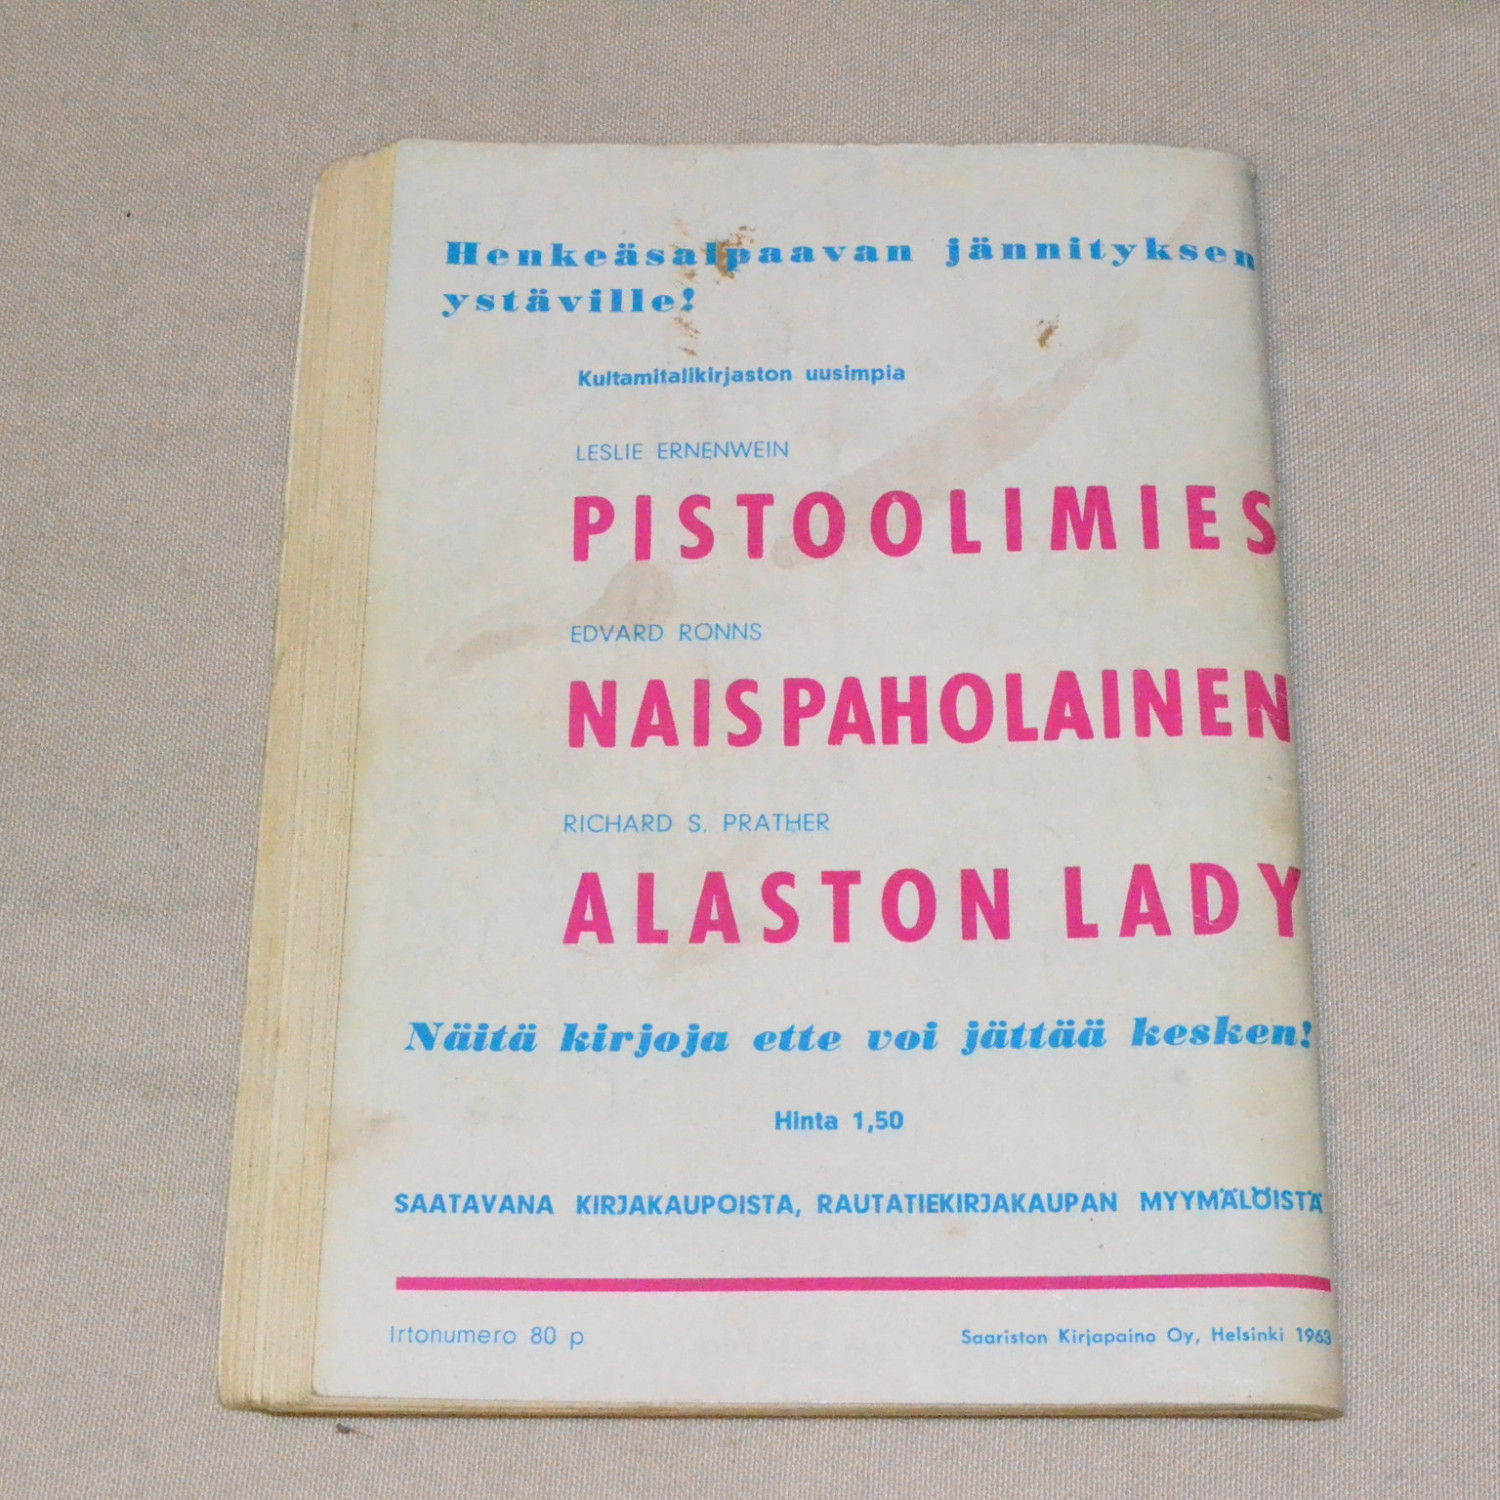 Henkeäsalpaavan jännityksen
ystäville!
Kultamitalikirjaston uusimpia
LESLIE ERNENWEIN
PISTOOLIMIES
EDVARD RONNS
NAISPAHOLAINEN
RICHARD S. PRATHER
ALASTON LADY
Näitä kirjoja ette voi jättää kesken!
Hinta 1,50
SAATAVANA KIRJAKAUPOISTA, RAUTATIEKIRJAKAUPAN MYYMÄLÖISTÄ
Irtonumero 80 p
Saariston Kirjapaino Oy, Helsinki 1963